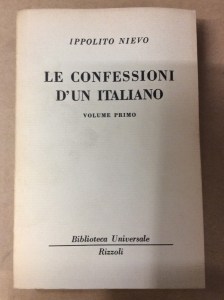 IPPOLITO NIEVO
LE CONFESSIONI
D'UN ITALIANO
VOLUME PRIMO
Biblioteca Universale
Rizzoli